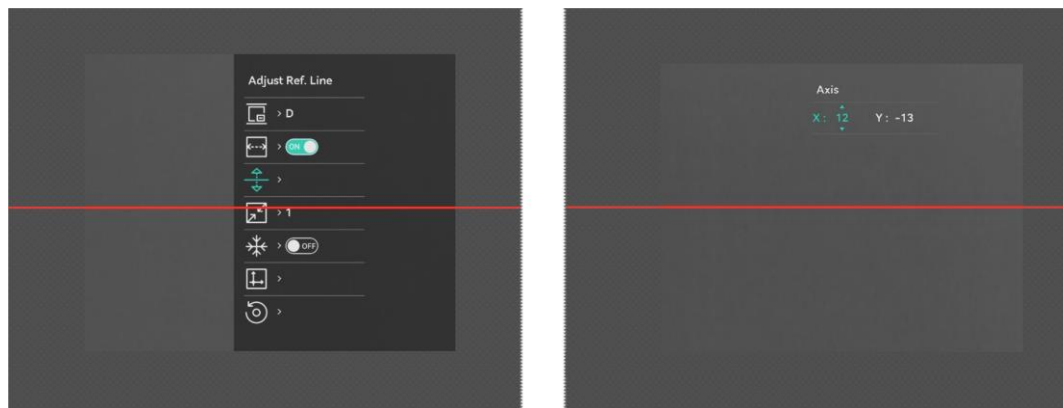 Adjust Ref. Line
> D
> ON
>
> 1
> OFF
>
>
Axis
X: 12 Y: -13